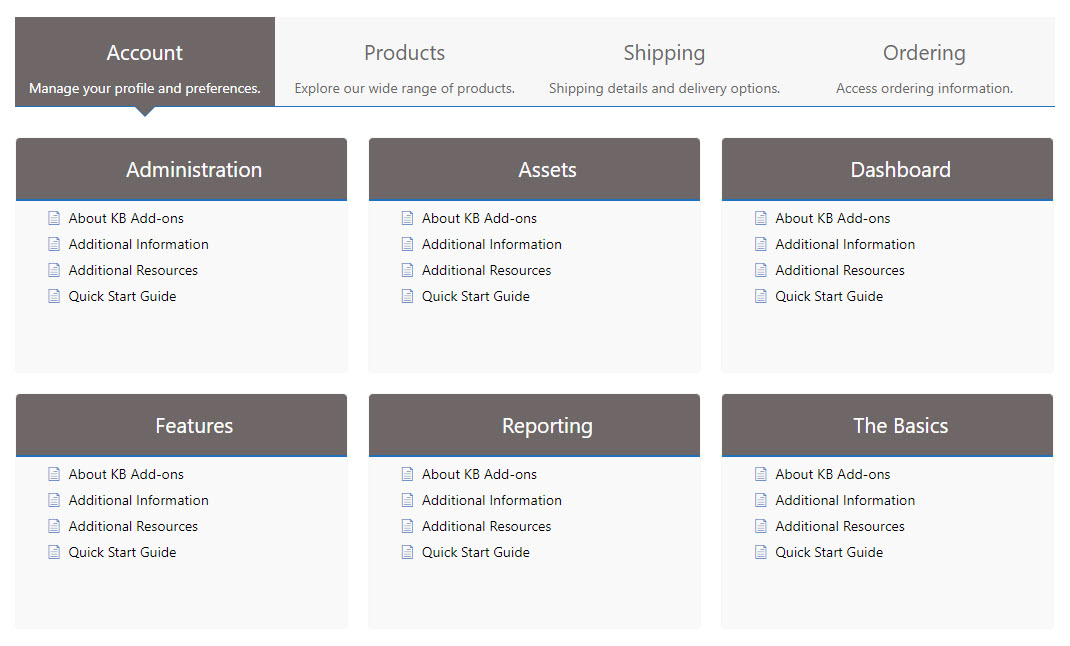 Account
Manage your profile and preferences.
Products
Explore our wide range of products.
Shipping
Shipping details and delivery options.
Ordering
Access ordering information.
Administration
About KB Add-ons
Additional Information
Additional Resources
Quick Start Guide
Assets
About KB Add-ons
Additional Information
Additional Resources
Quick Start Guide
Dashboard
About KB Add-ons
Additional Information
Additional Resources
Quick Start Guide
Features
About KB Add-ons
Additional Information
Additional Resources
Quick Start Guide
Reporting
About KB Add-ons
Additional Information
Additional Resources
Quick Start Guide
The Basics
About KB Add-ons
Additional Information
Additional Resources
Quick Start Guide